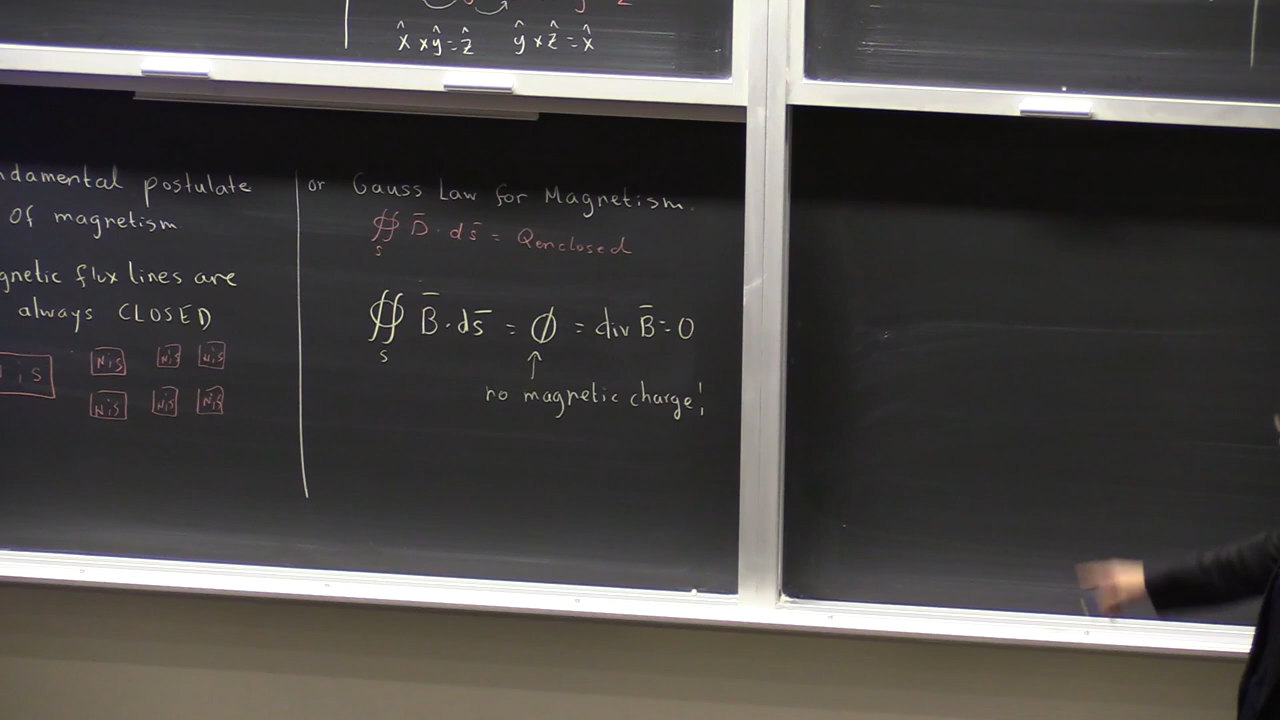 x̂ x ŷ = ẑ ŷ x ẑ = x̂
ndamental postulate
of magnetism
gnetic flux lines are
always CLOSED
i S N i S N i S N i S
N i S N i S N i S
or Gauss Law for Magnetism.
∯ D̄ · ds̄ = Qenclosed
S
∯ B̄ · ds̄ = ∅ = div B̄ = 0
S
↑
no magnetic charge!